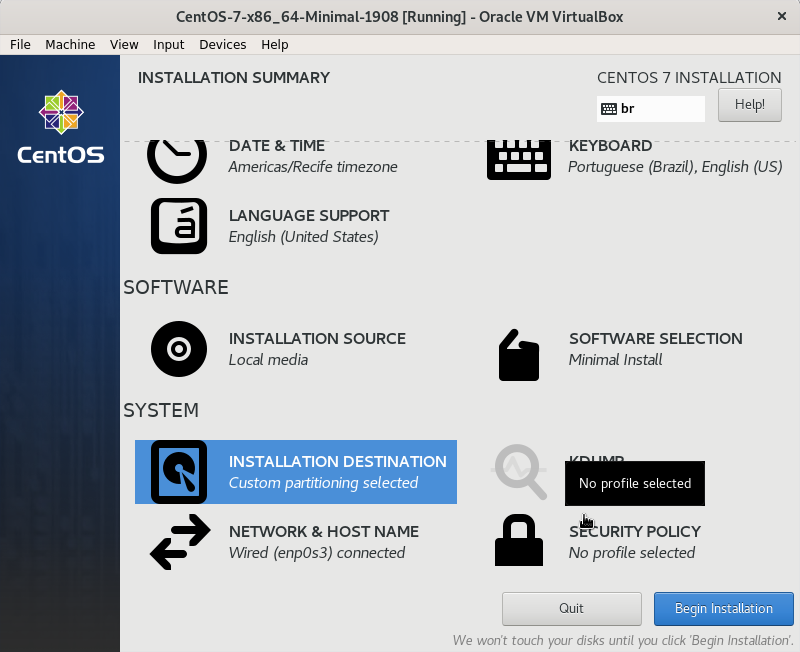 CentOS-7-x86_64-Minimal-1908 [Running] - Oracle VM VirtualBox
File Machine View Input Devices Help
INSTALLATION SUMMARY
CENTOS 7 INSTALLATION
br
Help!
CentOS
DATE & TIME
Americas/Recife timezone
KEYBOARD
Portuguese (Brazil), English (US)
á
LANGUAGE SUPPORT
English (United States)
SOFTWARE
INSTALLATION SOURCE
Local media
SOFTWARE SELECTION
Minimal Install
SYSTEM
INSTALLATION DESTINATION
Custom partitioning selected
KDUMP
No profile selected
NETWORK & HOST NAME
Wired (enp0s3) connected
SECURITY POLICY
No profile selected
Quit
Begin Installation
We won't touch your disks until you click 'Begin Installation'.